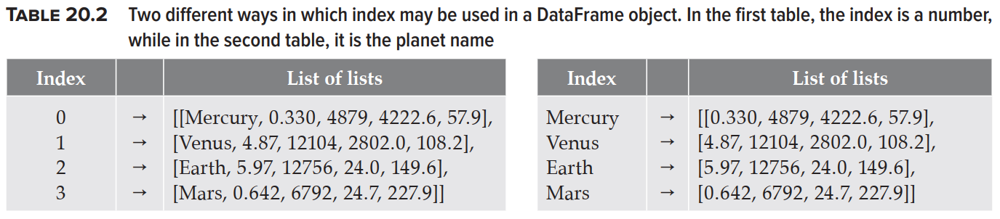 TABLE 20.2 Two different ways in which index may be used in a DataFrame object. In the first table, the index is a number,
while in the second table, it is the planet name
Index List of lists
0 → [[Mercury, 0.330, 4879, 4222.6, 57.9],
1 → [Venus, 4.87, 12104, 2802.0, 108.2],
2 → [Earth, 5.97, 12756, 24.0, 149.6],
3 → [Mars, 0.642, 6792, 24.7, 227.9]]
Index List of lists
Mercury → [[0.330, 4879, 4222.6, 57.9],
Venus → [4.87, 12104, 2802.0, 108.2],
Earth → [5.97, 12756, 24.0, 149.6],
Mars → [0.642, 6792, 24.7, 227.9]]